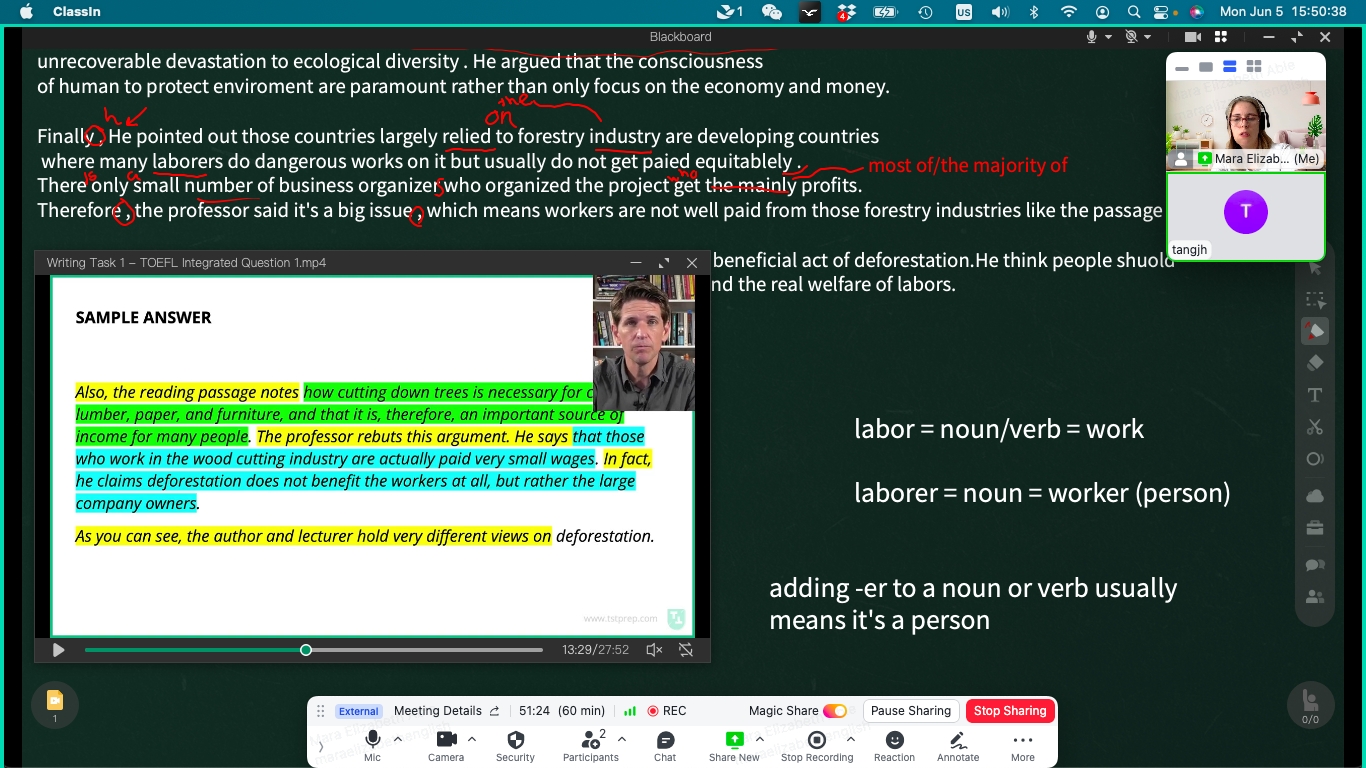 ClassIn
1
4
US
Mon Jun 5 15:50:38
Blackboard
unrecoverable devastation to ecological diversity . He argued that the consciousness
of human to protect enviroment are paramount rather than only focus on the economy and money.
h
the
on
Finally , He pointed out those countries largely relied to forestry industry are developing countries
where many laborers do dangerous works on it but usually do not get paied equitablely .
most of/the majority of
is
a
s
who
There only small number of business organizer who organized the project get the mainly profits.
Therefore , the professor said it's a big issue , which means workers are not well paid from those forestry industries like the passage
Mara Elizab... (Me)
T
tangjh
beneficial act of deforestation.He think people shuold
nd the real welfare of labors.
Writing Task 1 – TOEFL Integrated Question 1.mp4
SAMPLE ANSWER
Also, the reading passage notes how cutting down trees is necessary for c
lumber, paper, and furniture, and that it is, therefore, an important source of
income for many people. The professor rebuts this argument. He says that those
who work in the wood cutting industry are actually paid very small wages. In fact,
he claims deforestation does not benefit the workers at all, but rather the large
company owners.
As you can see, the author and lecturer hold very different views on deforestation.
www.tstprep.com
13:29/27:52
labor = noun/verb = work
laborer = noun = worker (person)
adding -er to a noun or verb usually
means it's a person
1
0/0
External
Meeting Details
51:24 (60 min)
REC
Magic Share
Pause Sharing
Stop Sharing
2
Mic
Camera
Security
Participants
Chat
Share New
Stop Recording
Reaction
Annotate
More